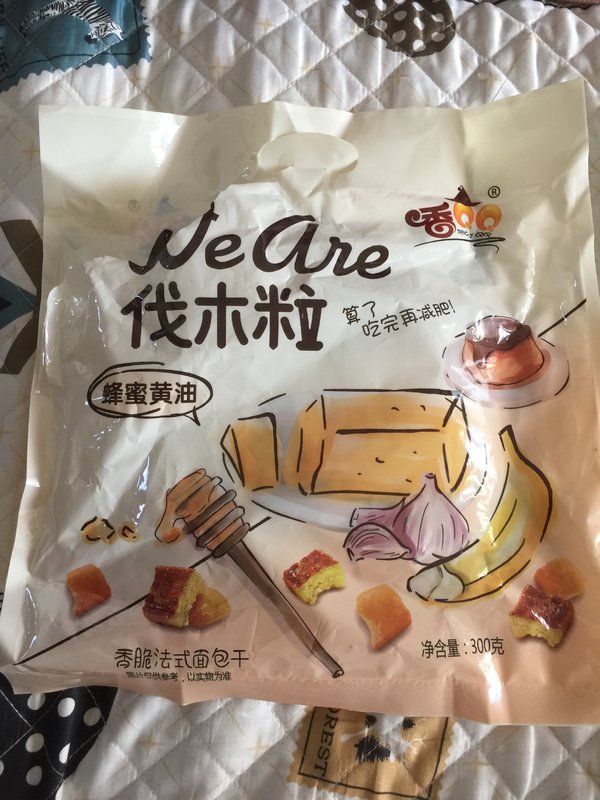 香QQ®
We Are
伐木粒
算了
吃完再减肥!
蜂蜜黄油
净含量：300克
香脆法式面包干
图片仅供参考，以实物为准
FOREST